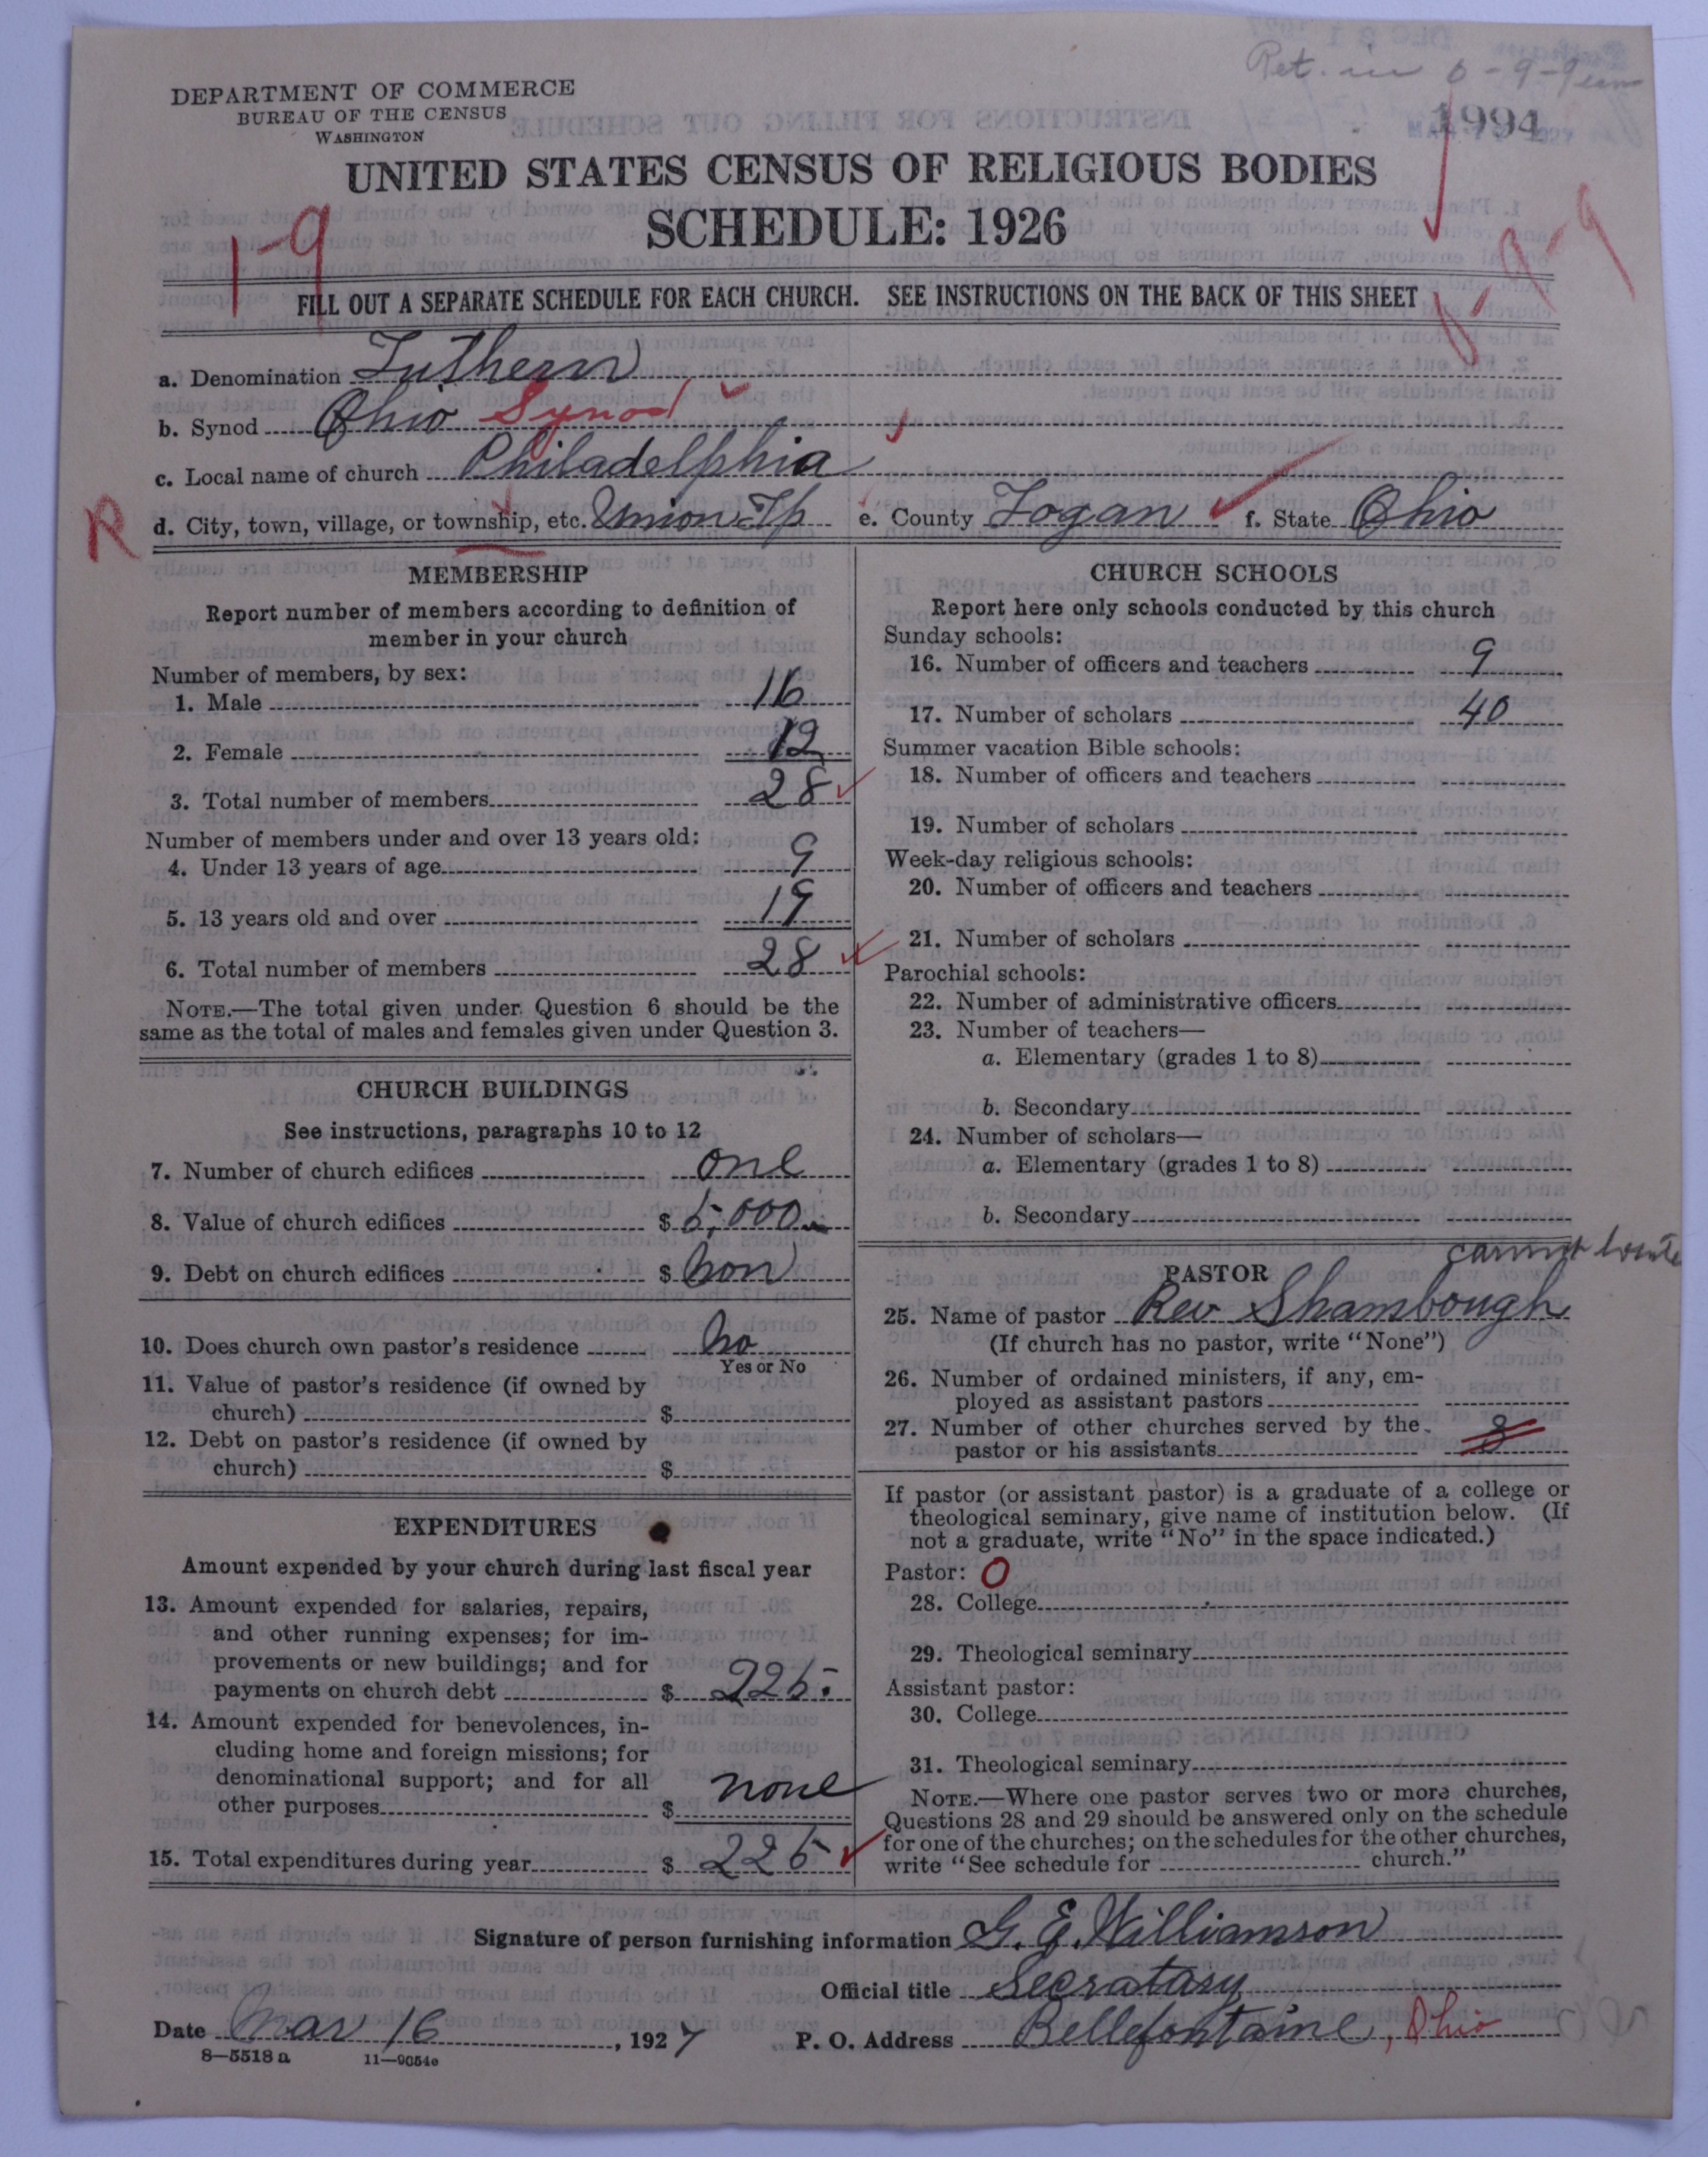 Ret. in 6-9-9
DEPARTMENT OF COMMERCE
BUREAU OF THE CENSUS
WASHINGTON
1994
UNITED STATES CENSUS OF RELIGIOUS BODIES
SCHEDULE: 1926
1-9
FILL OUT A SEPARATE SCHEDULE FOR EACH CHURCH. SEE INSTRUCTIONS ON THE BACK OF THIS SHEET
a. Denomination Luthern
b. Synod Ohio Synod
c. Local name of church Philadelphia
R d. City, town, village, or township, etc. Union Tp e. County Logan f. State Ohio
MEMBERSHIP
Report number of members according to definition of
member in your church
Number of members, by sex:
1. Male 16
2. Female 12
3. Total number of members 28
Number of members under and over 13 years old:
4. Under 13 years of age 9
5. 13 years old and over 19
6. Total number of members 28
NOTE.—The total given under Question 6 should be the
same as the total of males and females given under Question 3.
CHURCH BUILDINGS
See instructions, paragraphs 10 to 12
7. Number of church edifices one
8. Value of church edifices $ 5,000
9. Debt on church edifices $ non
10. Does church own pastor's residence no
Yes or No
11. Value of pastor's residence (if owned by
church) $
12. Debt on pastor's residence (if owned by
church) $
EXPENDITURES
Amount expended by your church during last fiscal year
13. Amount expended for salaries, repairs,
and other running expenses; for im-
provements or new buildings; and for
payments on church debt $ 225.
14. Amount expended for benevolences, in-
cluding home and foreign missions; for
denominational support; and for all
other purposes $ none
15. Total expenditures during year $ 225
CHURCH SCHOOLS
Report here only schools conducted by this church
Sunday schools:
16. Number of officers and teachers 9
17. Number of scholars 40
Summer vacation Bible schools:
18. Number of officers and teachers
19. Number of scholars
Week-day religious schools:
20. Number of officers and teachers
21. Number of scholars
Parochial schools:
22. Number of administrative officers
23. Number of teachers—
a. Elementary (grades 1 to 8)
b. Secondary
24. Number of scholars—
a. Elementary (grades 1 to 8)
b. Secondary
cannot locate
PASTOR
25. Name of pastor Rev Shambough
(If church has no pastor, write "None")
26. Number of ordained ministers, if any, em-
ployed as assistant pastors
27. Number of other churches served by the
pastor or his assistants 3
If pastor (or assistant pastor) is a graduate of a college or
theological seminary, give name of institution below. (If
not a graduate, write "No" in the space indicated.)
Pastor: O
28. College
29. Theological seminary
Assistant pastor:
30. College
31. Theological seminary
NOTE.—Where one pastor serves two or more churches,
Questions 28 and 29 should be answered only on the schedule
for one of the churches; on the schedules for the other churches,
write "See schedule for church."
Signature of person furnishing information G. E. Williamson
Official title Secratary
Date Mar 16, 1927 P. O. Address Bellefontaine, Ohio
8—5518 a 11—9054e